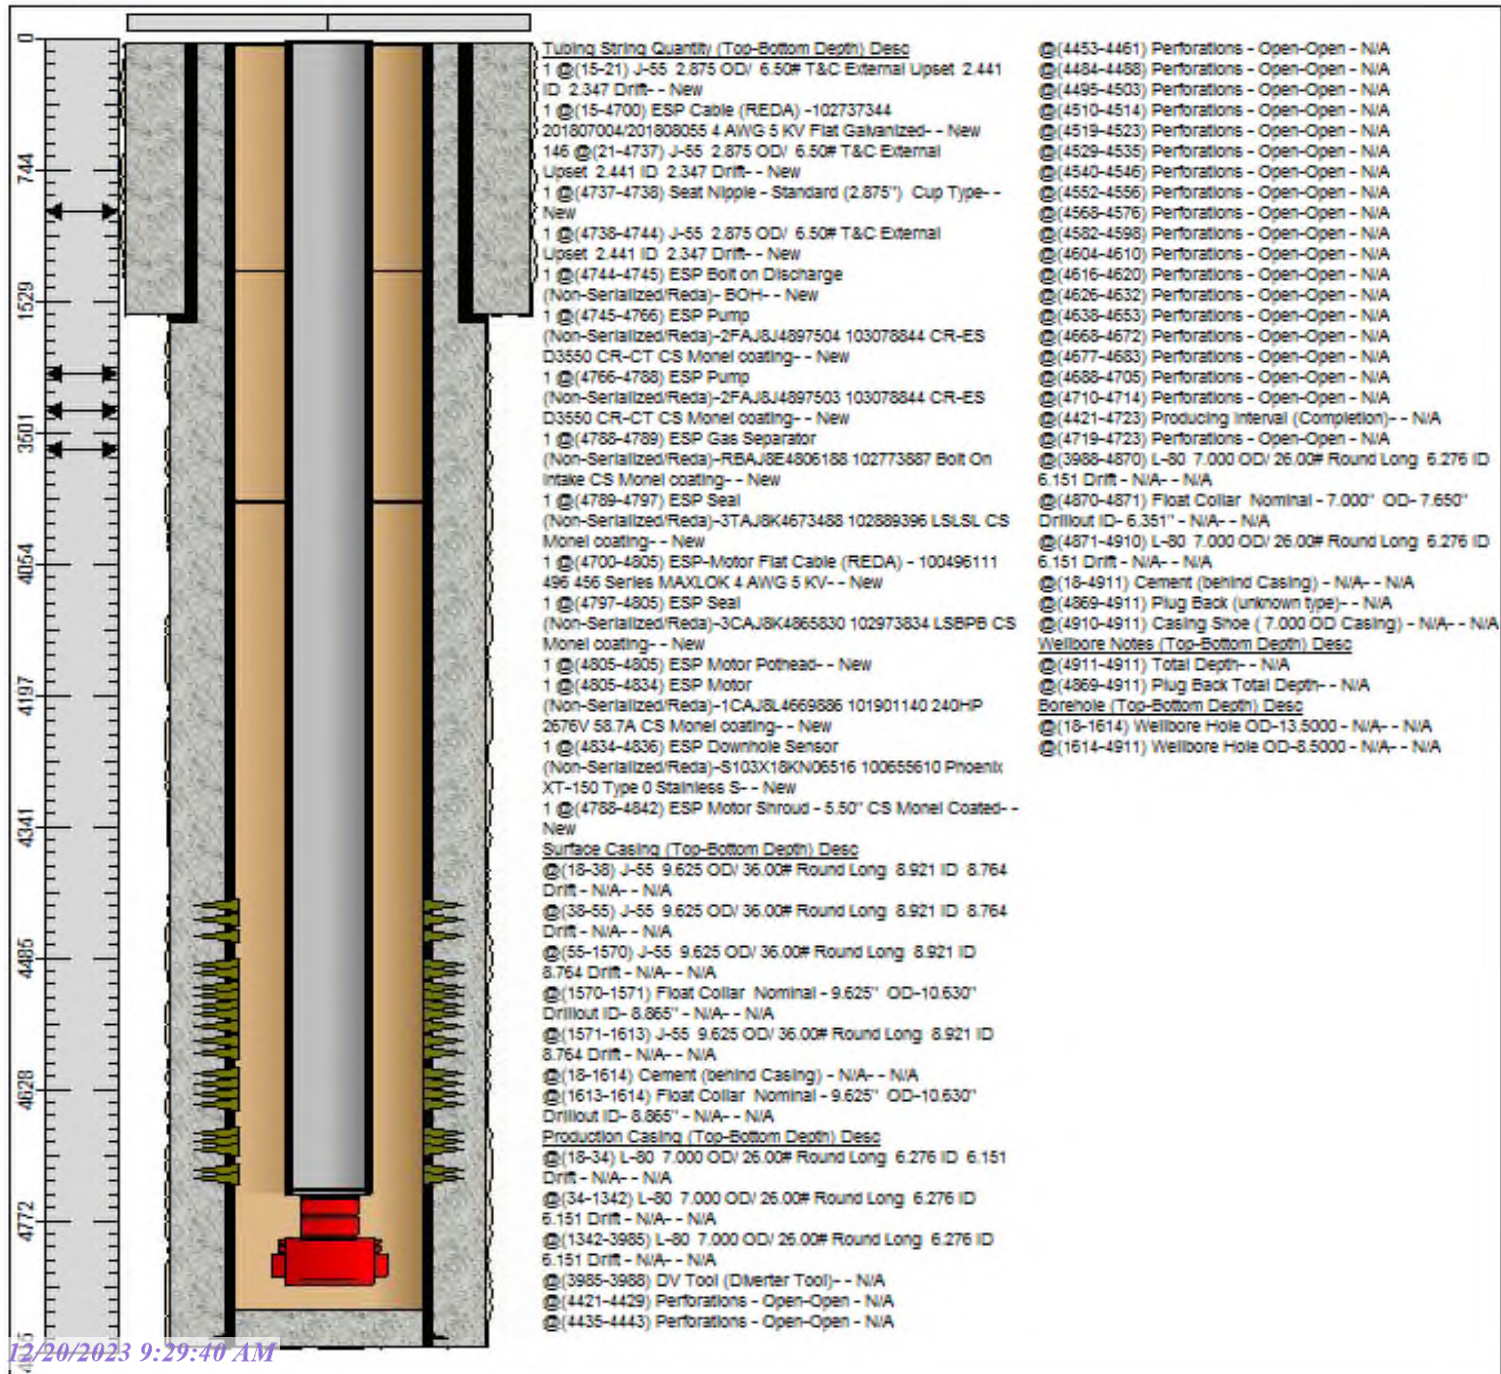 0
744
1529
3501
4054
4197
4341
4485
4628
4772
Tubing String Quantity (Top-Bottom Depth) Desc
1 @(15-21) J-55 2.875 OD/ 6.50# T&C External Upset 2.441
ID 2.347 Drift- - New
1 @(15-4700) ESP Cable (REDA) -102737344
201807004/201808055 4 AWG 5 KV Flat Galvanized- - New
146 @(21-4737) J-55 2.875 OD/ 6.50# T&C External
Upset 2.441 ID 2.347 Drift- - New
1 @(4737-4738) Seat Nipple - Standard (2.875") Cup Type- -
New
1 @(4738-4744) J-55 2.875 OD/ 6.50# T&C External
Upset 2.441 ID 2.347 Drift- - New
1 @(4744-4745) ESP Bolt on Discharge
(Non-Serialized/Reda)- BOH- - New
1 @(4745-4766) ESP Pump
(Non-Serialized/Reda)-2FAJ8J4897504 103078844 CR-ES
D3550 CR-CT CS Monel coating- - New
1 @(4766-4788) ESP Pump
(Non-Serialized/Reda)-2FAJ8J4897503 103078844 CR-ES
D3550 CR-CT CS Monel coating- - New
1 @(4788-4789) ESP Gas Separator
(Non-Serialized/Reda)-RBAJ8E4806188 102773887 Bolt On
Intake CS Monel coating- - New
1 @(4789-4797) ESP Seal
(Non-Serialized/Reda)-3TAJ8K4673488 102889396 LSLSL CS
Monel coating- - New
1 @(4700-4805) ESP-Motor Flat Cable (REDA) - 100496111
496 456 Series MAXLOK 4 AWG 5 KV- - New
1 @(4797-4805) ESP Seal
(Non-Serialized/Reda)-3CAJ8K4865830 102973834 LSBPB CS
Monel coating- - New
1 @(4805-4805) ESP Motor Pothead- - New
1 @(4805-4834) ESP Motor
(Non-Serialized/Reda)-1CAJ8L4669886 101901140 240HP
2676V 58.7A CS Monel coating- - New
1 @(4834-4836) ESP Downhole Sensor
(Non-Serialized/Reda)-S103X18KN06516 100655610 Phoenix
XT-150 Type 0 Stainless S- - New
1 @(4788-4842) ESP Motor Shroud - 5.50" CS Monel Coated- -
New
Surface Casing (Top-Bottom Depth) Desc
@(18-38) J-55 9.625 OD/ 36.00# Round Long 8.921 ID 8.764
Drift - N/A- - N/A
@(38-55) J-55 9.625 OD/ 36.00# Round Long 8.921 ID 8.764
Drift - N/A- - N/A
@(55-1570) J-55 9.625 OD/ 36.00# Round Long 8.921 ID
8.764 Drift - N/A- - N/A
@(1570-1571) Float Collar Nominal - 9.625" OD-10.630"
Drillout ID- 8.865" - N/A- - N/A
@(1571-1613) J-55 9.625 OD/ 36.00# Round Long 8.921 ID
8.764 Drift - N/A- - N/A
@(18-1614) Cement (behind Casing) - N/A- - N/A
@(1613-1614) Float Collar Nominal - 9.625" OD-10.630"
Drillout ID- 8.865" - N/A- - N/A
Production Casing (Top-Bottom Depth) Desc
@(18-34) L-80 7.000 OD/ 26.00# Round Long 6.276 ID 6.151
Drift - N/A- - N/A
@(34-1342) L-80 7.000 OD/ 26.00# Round Long 6.276 ID
6.151 Drift - N/A- - N/A
@(1342-3985) L-80 7.000 OD/ 26.00# Round Long 6.276 ID
6.151 Drift - N/A- - N/A
@(3985-3988) DV Tool (Diverter Tool)- - N/A
@(4421-4429) Perforations - Open-Open - N/A
@(4435-4443) Perforations - Open-Open - N/A
@(4453-4461) Perforations - Open-Open - N/A
@(4484-4488) Perforations - Open-Open - N/A
@(4495-4503) Perforations - Open-Open - N/A
@(4510-4514) Perforations - Open-Open - N/A
@(4519-4523) Perforations - Open-Open - N/A
@(4529-4535) Perforations - Open-Open - N/A
@(4540-4546) Perforations - Open-Open - N/A
@(4552-4556) Perforations - Open-Open - N/A
@(4568-4576) Perforations - Open-Open - N/A
@(4582-4598) Perforations - Open-Open - N/A
@(4604-4610) Perforations - Open-Open - N/A
@(4616-4620) Perforations - Open-Open - N/A
@(4626-4632) Perforations - Open-Open - N/A
@(4638-4653) Perforations - Open-Open - N/A
@(4668-4672) Perforations - Open-Open - N/A
@(4677-4683) Perforations - Open-Open - N/A
@(4688-4705) Perforations - Open-Open - N/A
@(4710-4714) Perforations - Open-Open - N/A
@(4421-4723) Producing Interval (Completion)- - N/A
@(4719-4723) Perforations - Open-Open - N/A
@(3988-4870) L-80 7.000 OD/ 26.00# Round Long 6.276 ID
6.151 Drift - N/A- - N/A
@(4870-4871) Float Collar Nominal - 7.000" OD- 7.650"
Drillout ID- 6.351" - N/A- - N/A
@(4871-4910) L-80 7.000 OD/ 26.00# Round Long 6.276 ID
6.151 Drift - N/A- - N/A
@(18-4911) Cement (behind Casing) - N/A- - N/A
@(4869-4911) Plug Back (unknown type)- - N/A
@(4910-4911) Casing Shoe ( 7.000 OD Casing) - N/A- - N/A
Wellbore Notes (Top-Bottom Depth) Desc
@(4911-4911) Total Depth- - N/A
@(4869-4911) Plug Back Total Depth- - N/A
Borehole (Top-Bottom Depth) Desc
@(18-1614) Wellbore Hole OD-13.5000 - N/A- - N/A
@(1614-4911) Wellbore Hole OD-8.5000 - N/A- - N/A
12/20/2023 9:29:40 AM